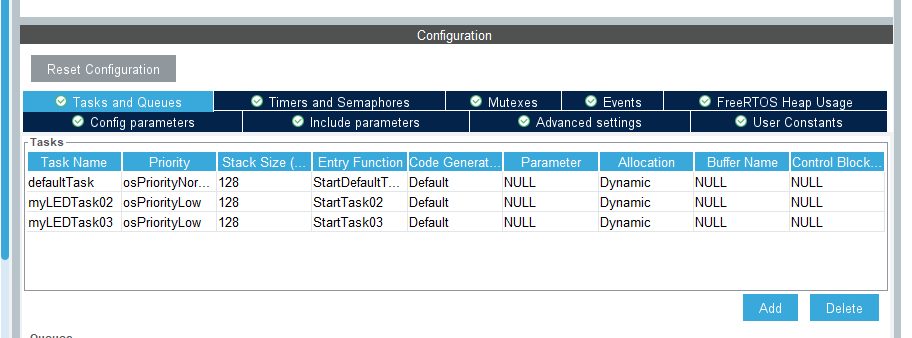 Configuration
Reset Configuration
Tasks and Queues Timers and Semaphores Mutexes Events FreeRTOS Heap Usage
Config parameters Include parameters Advanced settings User Constants
Tasks
Task Name Priority Stack Size (... Entry Function Code Generat... Parameter Allocation Buffer Name Control Block...
defaultTask osPriorityNor... 128 StartDefaultT... Default NULL Dynamic NULL NULL
myLEDTask02 osPriorityLow 128 StartTask02 Default NULL Dynamic NULL NULL
myLEDTask03 osPriorityLow 128 StartTask03 Default NULL Dynamic NULL NULL
Add Delete
Queues